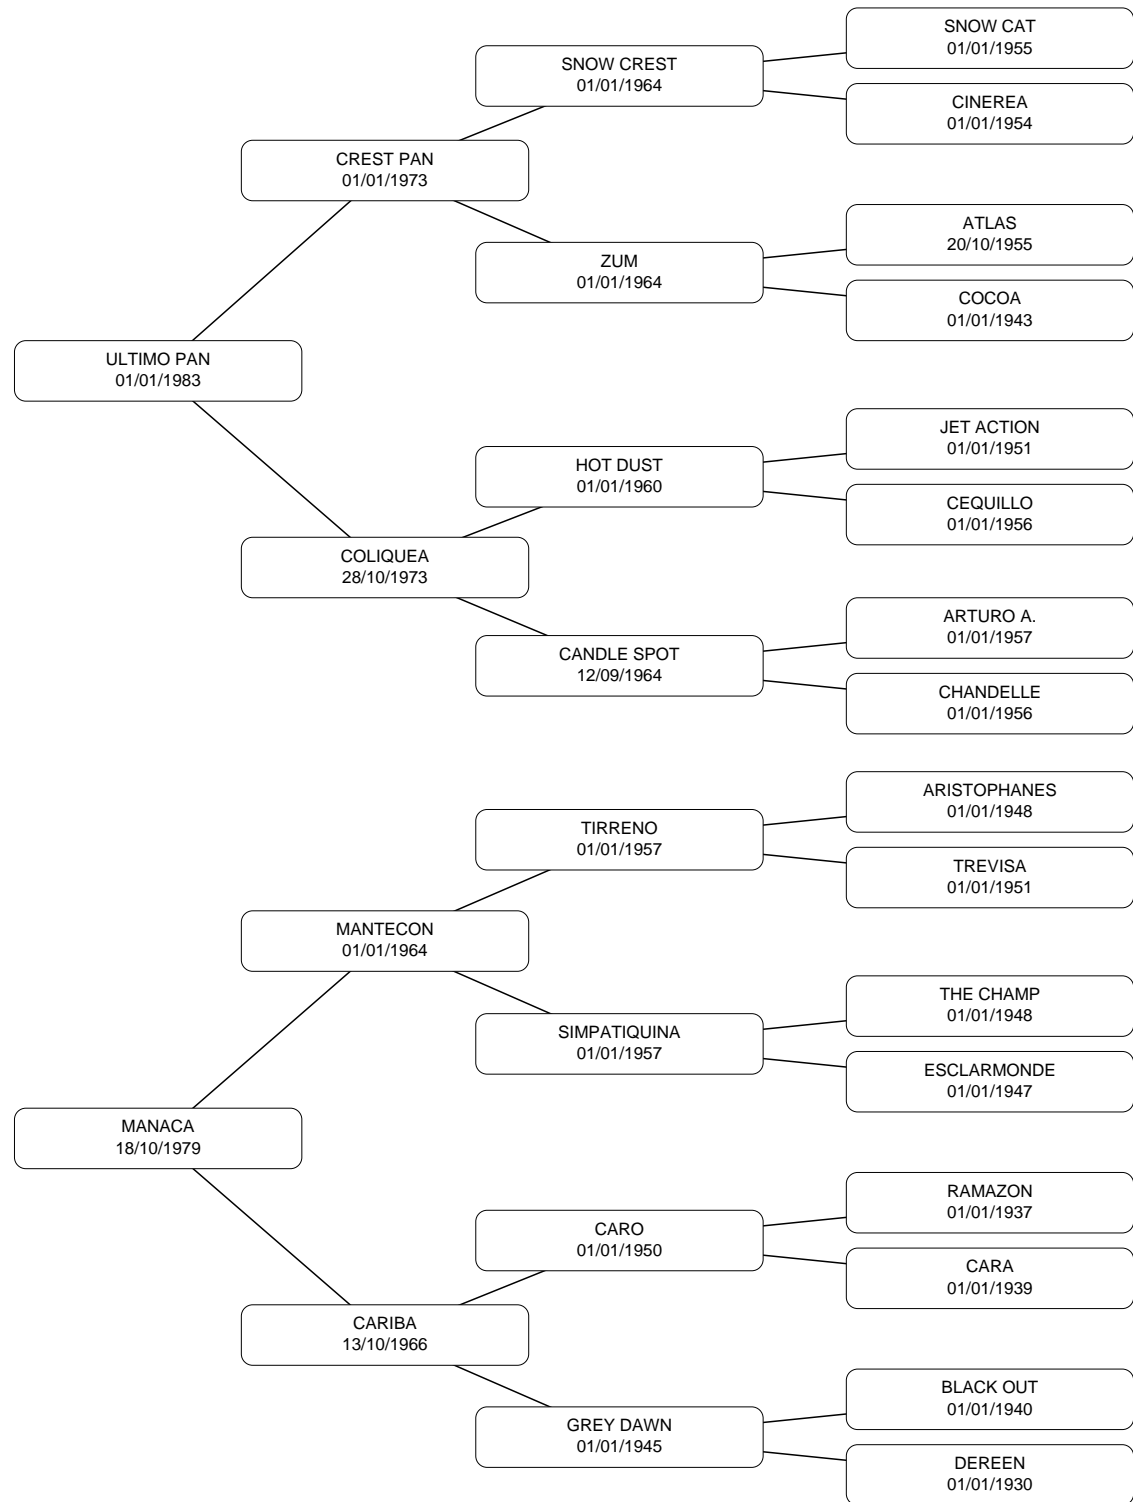 SNOW CAT
01/01/1955
SNOW CREST
01/01/1964
CINEREA
01/01/1954
CREST PAN
01/01/1973
ATLAS
20/10/1955
ZUM
01/01/1964
COCOA
01/01/1943
ULTIMO PAN
01/01/1983
JET ACTION
01/01/1951
HOT DUST
01/01/1960
CEQUILLO
01/01/1956
COLIQUEA
28/10/1973
ARTURO A.
01/01/1957
CANDLE SPOT
12/09/1964
CHANDELLE
01/01/1956
ARISTOPHANES
01/01/1948
TIRRENO
01/01/1957
TREVISA
01/01/1951
MANTECON
01/01/1964
THE CHAMP
01/01/1948
SIMPATIQUINA
01/01/1957
ESCLARMONDE
01/01/1947
MANACA
18/10/1979
RAMAZON
01/01/1937
CARO
01/01/1950
CARA
01/01/1939
CARIBA
13/10/1966
BLACK OUT
01/01/1940
GREY DAWN
01/01/1945
DEREEN
01/01/1930